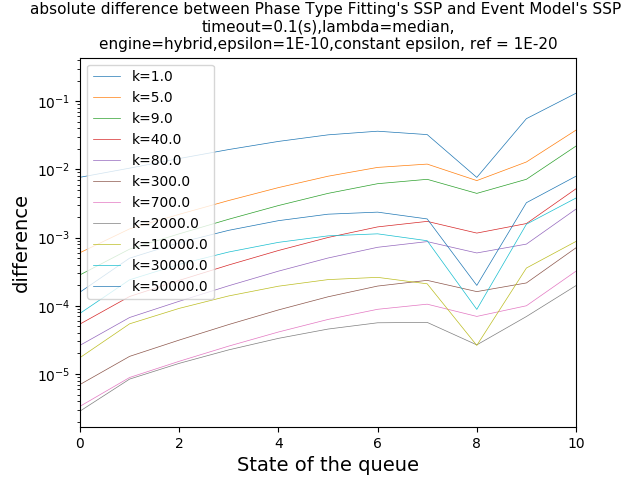 absolute difference between Phase Type Fitting's SSP and Event Model's SSP
timeout=0.1(s),lambda=median,
engine=hybrid,epsilon=1E-10,constant epsilon, ref = 1E-20
k=1.0
k=5.0
k=9.0
k=40.0
k=80.0
k=300.0
k=700.0
k=2000.0
k=10000.0
k=30000.0
k=50000.0
10⁻¹
10⁻²
10⁻³
10⁻⁴
10⁻⁵
difference
0 2 4 6 8 10
State of the queue